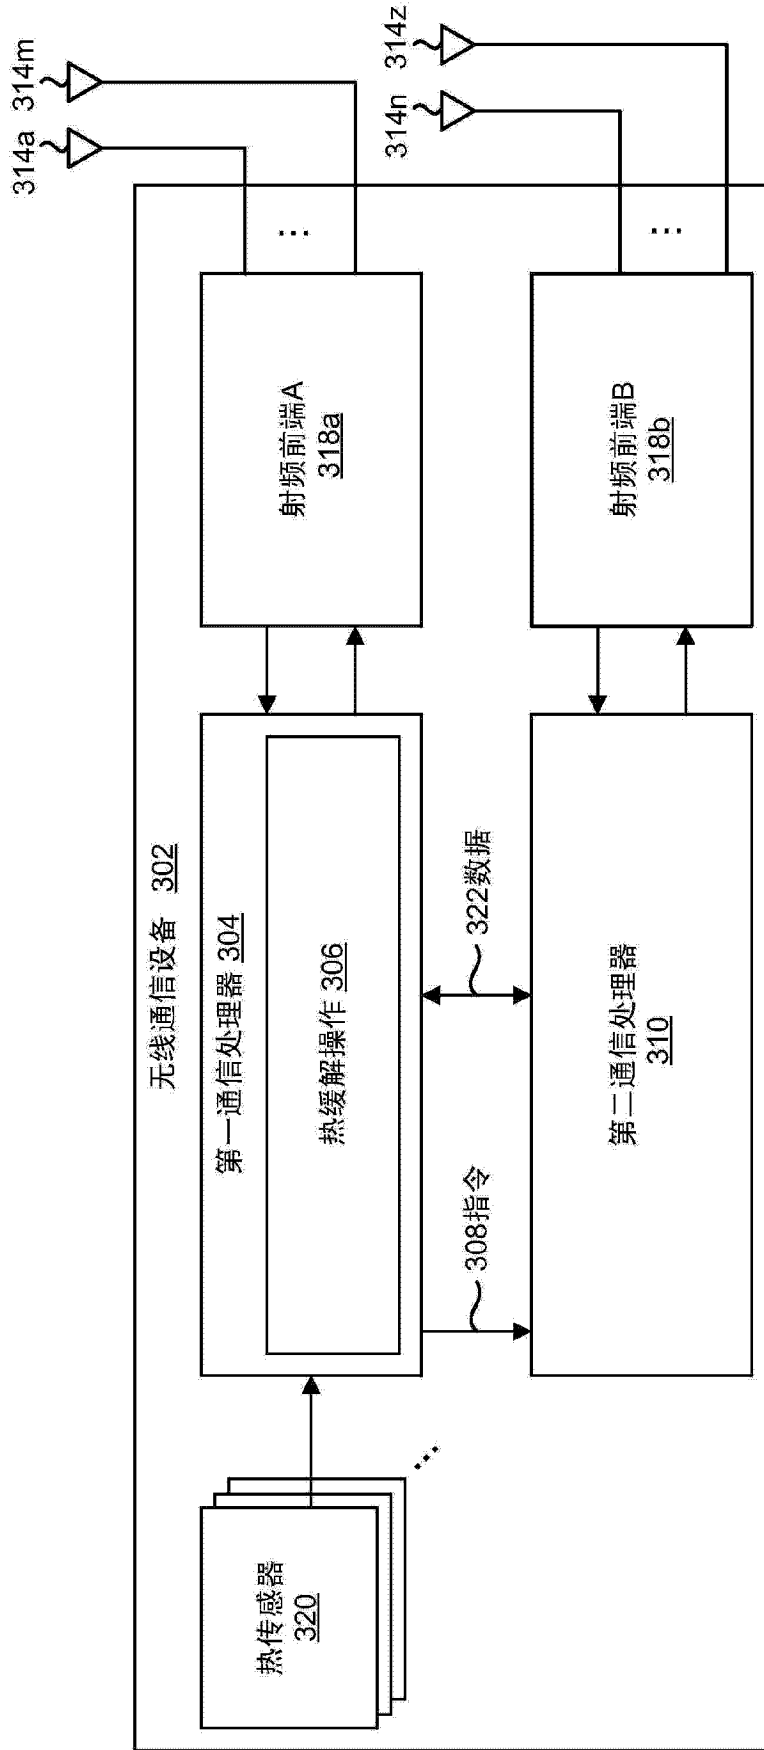 无线通信设备 302
314a
314m
热传感器
320
第一通信处理器 304
热缓解操作 306
射频前端A
318a
308指令
322数据
314n
314z
第二通信处理器
310
射频前端B
318b